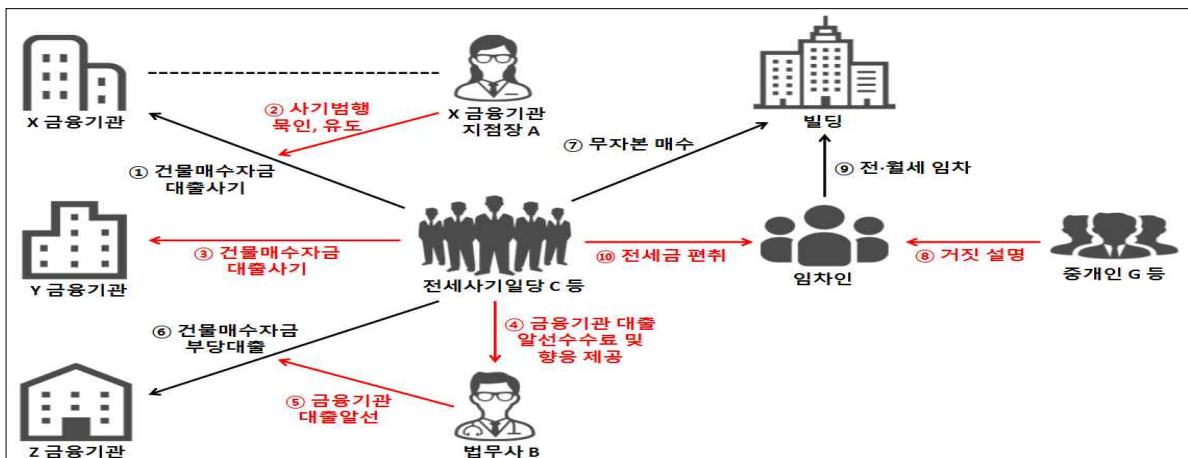 X 금융기관
② 사기범행
묵인, 유도
X 금융기관
지점장 A
빌딩
① 건물매수자금
대출사기
⑦ 무자본 매수
⑨ 전·월세 임차
Y 금융기관
③ 건물매수자금
대출사기
전세사기일당 C 등
⑩ 전세금 편취
임차인
⑧ 거짓 설명
중개인 G 등
⑥ 건물매수자금
부당대출
④ 금융기관 대출
알선수수료 및
향응 제공
⑤ 금융기관
대출알선
Z 금융기관
법무사 B